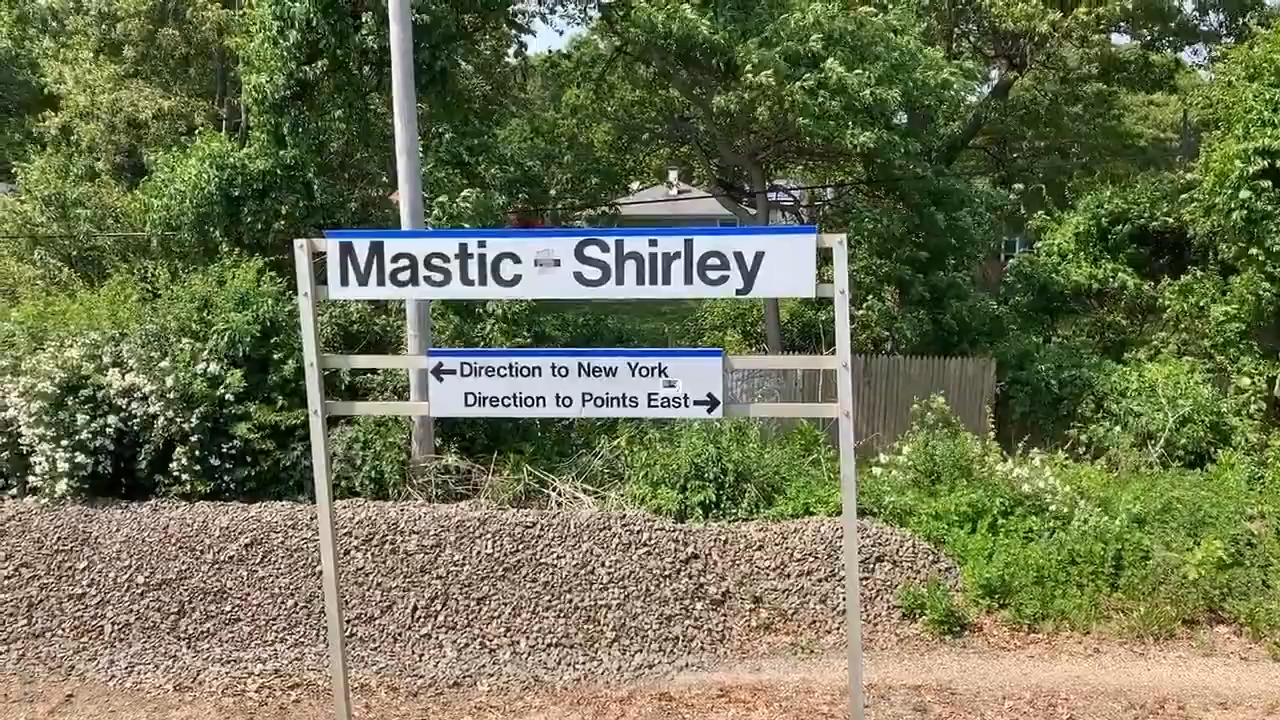 Mastic - Shirley
←Direction to New York
Direction to Points East→